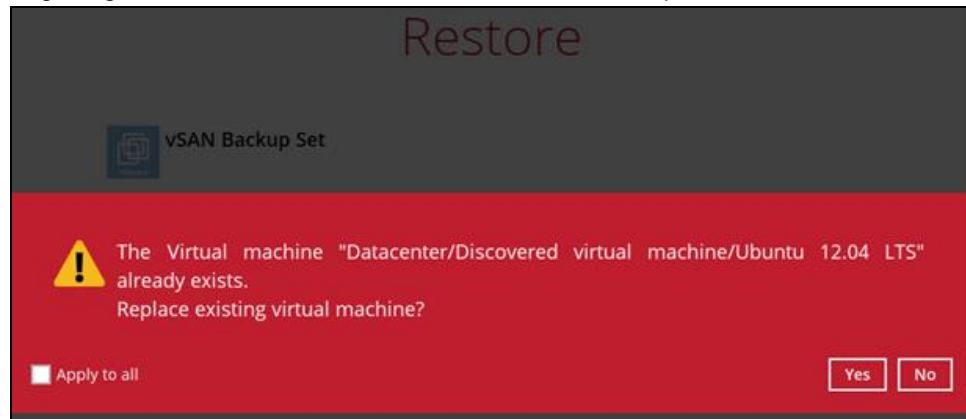 Restore
vSAN Backup Set
The Virtual machine "Datacenter/Discovered virtual machine/Ubuntu 12.04 LTS"
already exists.
Replace existing virtual machine?
Apply to all
Yes
No